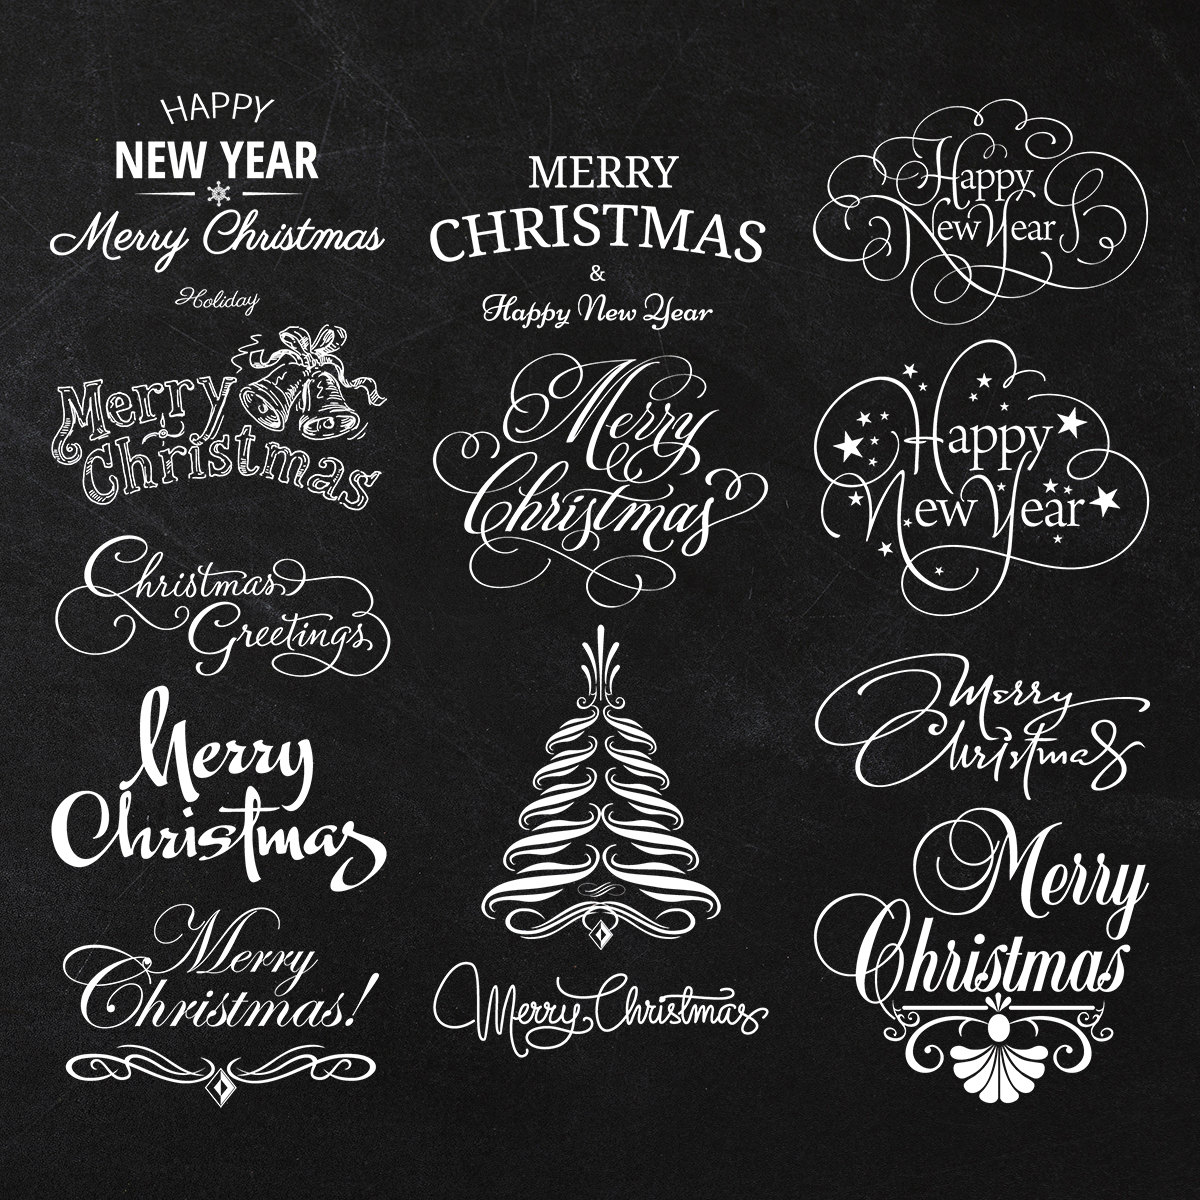 HAPPY
NEW YEAR
Merry Christmas
Holiday
Merry
Christmas
Christmas
Greetings
Merry
Christmas
Merry
Christmas!
MERRY
CHRISTMAS
&
Happy New Year
Merry
Christmas
Merry Christmas
Happy
New Year
Happy
New Year
Merry
Christmas
Merry
Christmas